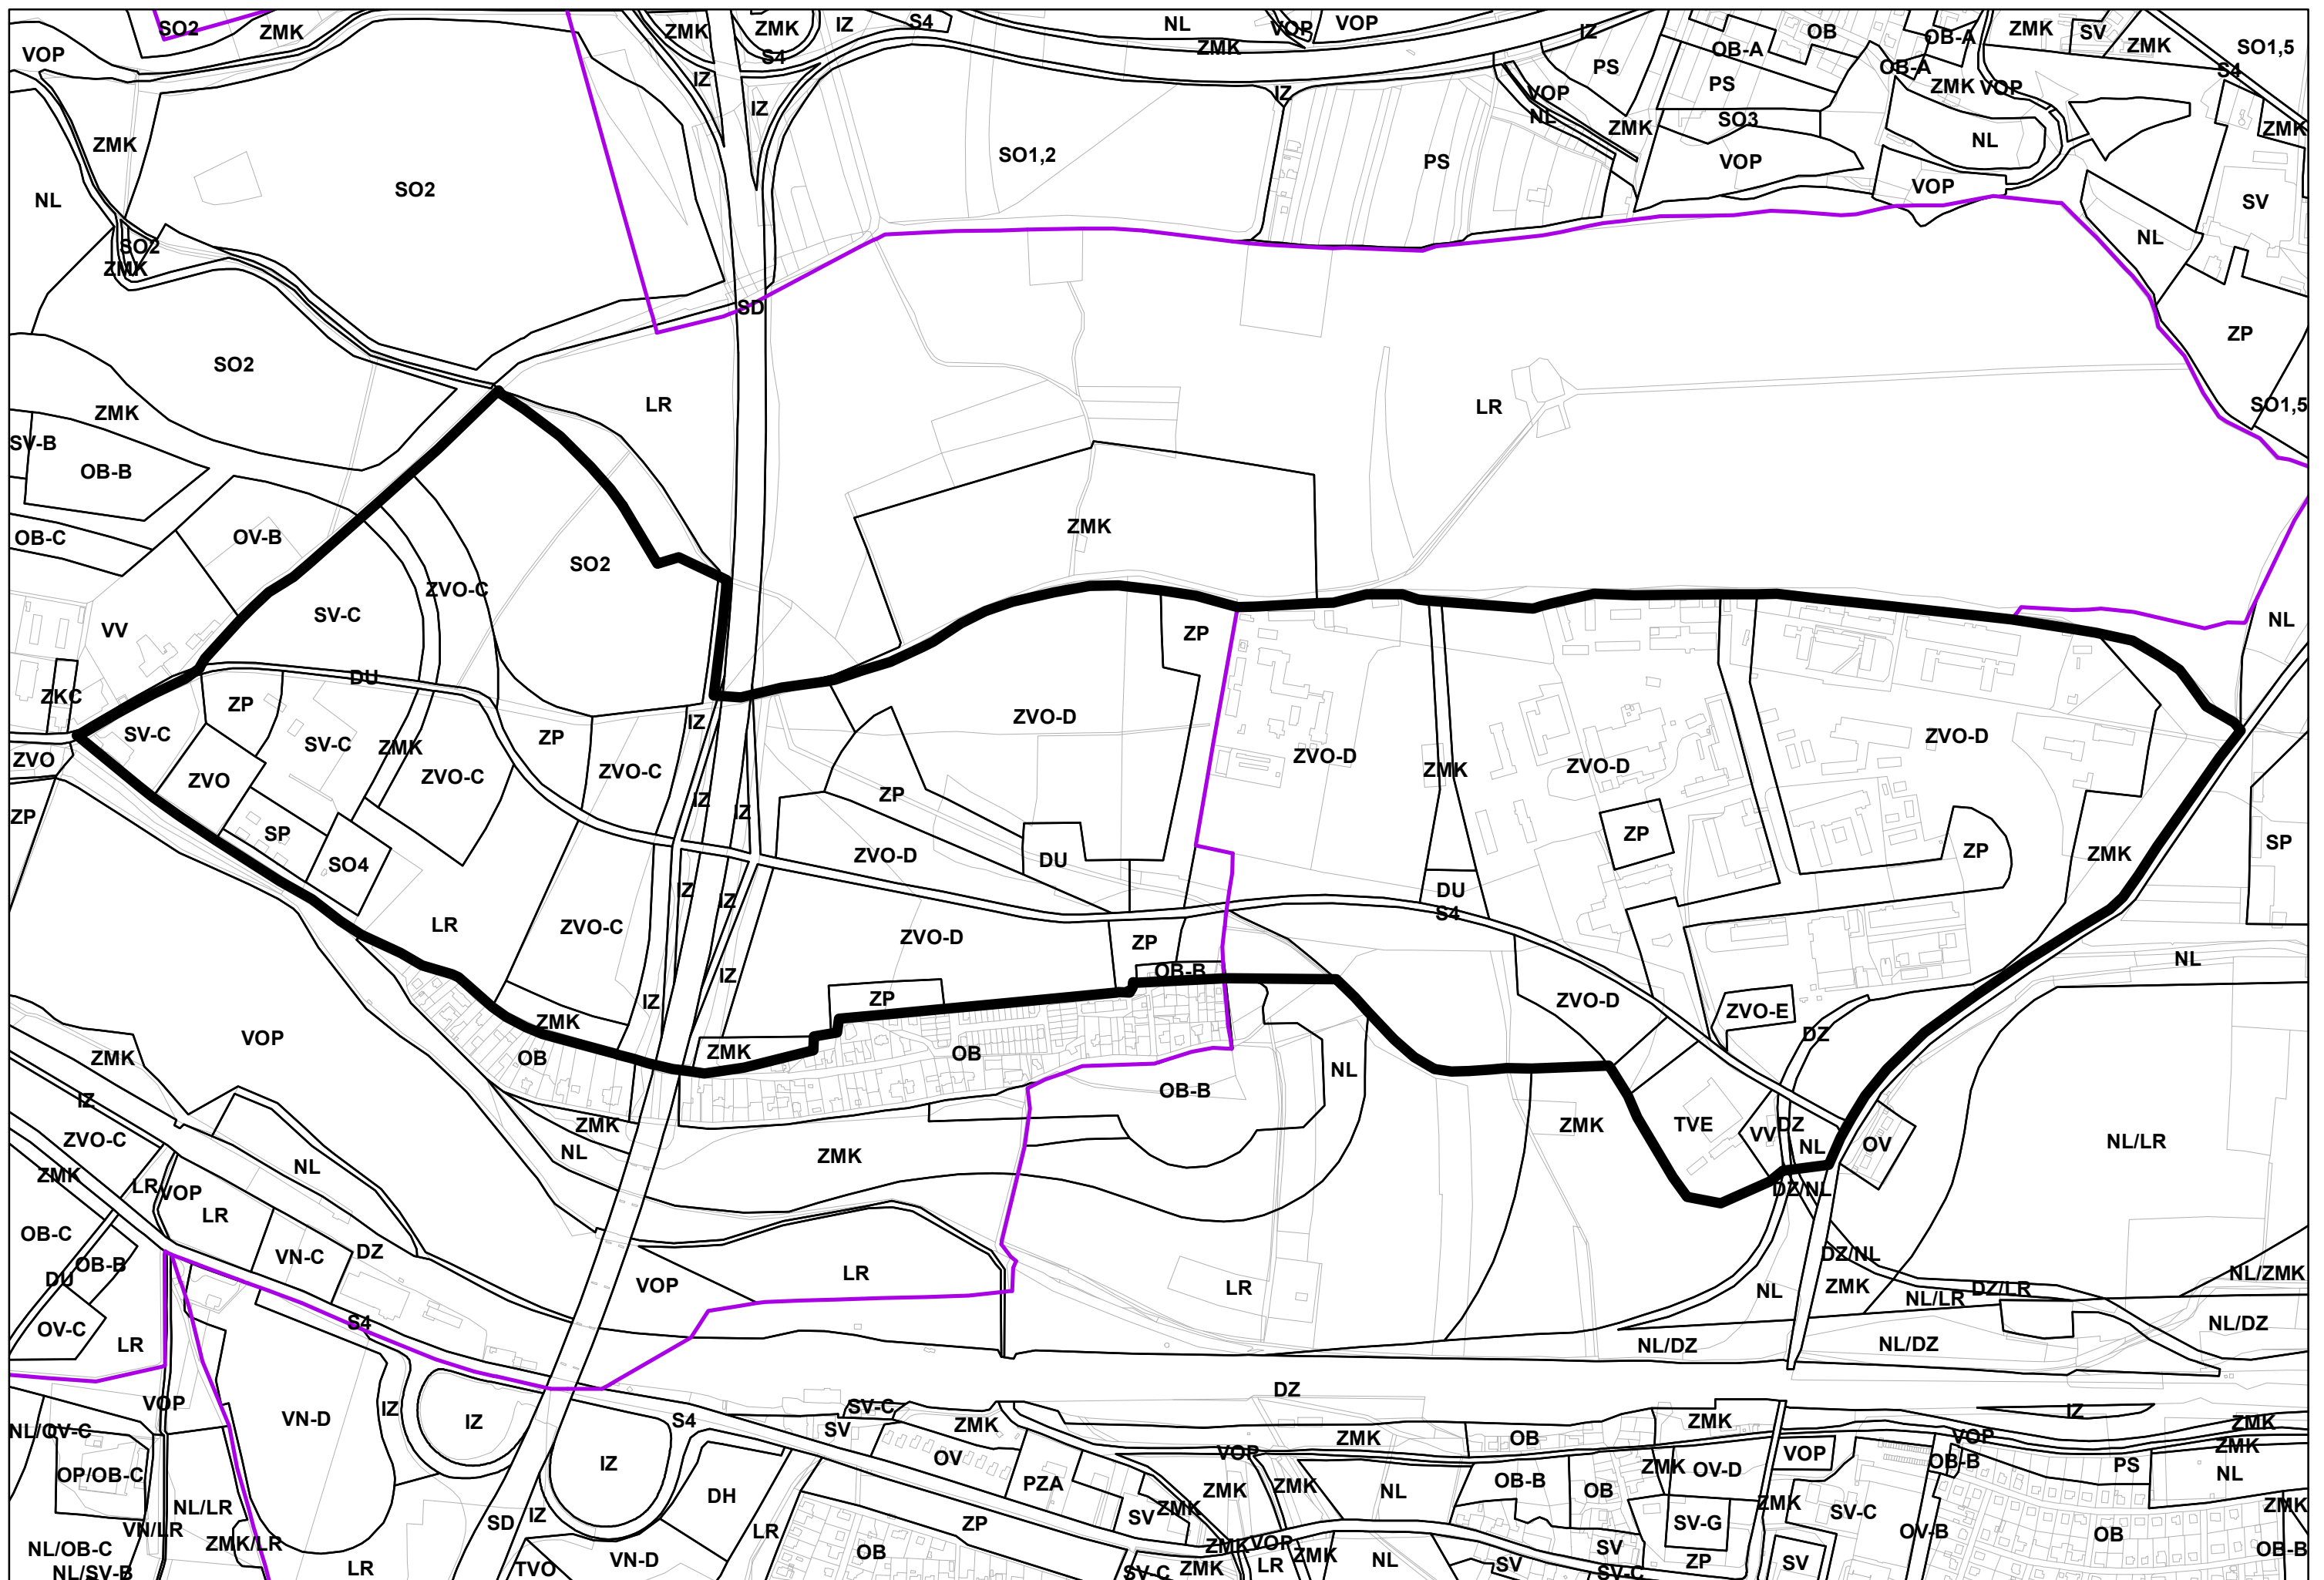 SO2 ZMK ZMK ZMK IZ S4 NL VOP VOP IZ OB-A OB OB-A ZMK SV ZMK SO1,5
VOP S4 ZMK
IZ PS OB-A S4
IZ IZ VOP PS ZMK VOP
NL SO3 ZMK
ZMK SO1,2 PS ZMK VOP NL
NL SO2 VOP SV
SO2 NL
ZMK
SD
SO2 ZP
ZMK LR LR SO1,5
SV-B OB-B
OB-C OV-B ZMK
SO2
ZVO-C
VV SV-C ZP NL
DU
ZKC ZP IZ ZVO-D
SV-C SV-C ZMK ZP ZVO-D ZVO-D
ZVO ZVO ZVO-C ZVO-C ZVO-D ZMK ZVO-D
ZP SP IZ IZ ZP ZP SP
SO4 ZVO-D DU ZP ZMK
IZ IZ DU
LR ZVO-C ZVO-D ZP S4
IZ OB-B NL
IZ ZP ZVO-D ZVO-E
VOP ZMK DZ
ZMK OB ZMK OB NL
OB-B
IZ ZMK ZMK TVE VV DZ
ZVO-C NL ZMK NL OV NL/LR
ZMK NL
LR VOP DZ/NL
LR
OB-C VN-C DZ DZ/NL
OB-B VOP LR LR NL ZMK DZ/LR NL/ZMK
DU NL/LR
OV-C S4 NL/DZ
LR NL/DZ NL/DZ
VOP DZ
VN-D IZ IZ S4 SV-C ZMK ZMK IZ ZMK
NL/OV-C SV ZMK OB VOP ZMK
OP/OB-C IZ OV VOP VOP OB-B PS NL
PZA ZMK ZMK NL OB-B OB ZMK OV-D
NL/LR DH SV ZMK ZMK SV-C ZMK
VN/LR SD IZ LR ZP SV-G OV-B OB
NL/OB-C ZMK/LR VN-D OB ZMK VOP ZMK NL SV ZP SV OB-B
NL/SV-B LR TVO SV-C ZMK LR SV SV-C